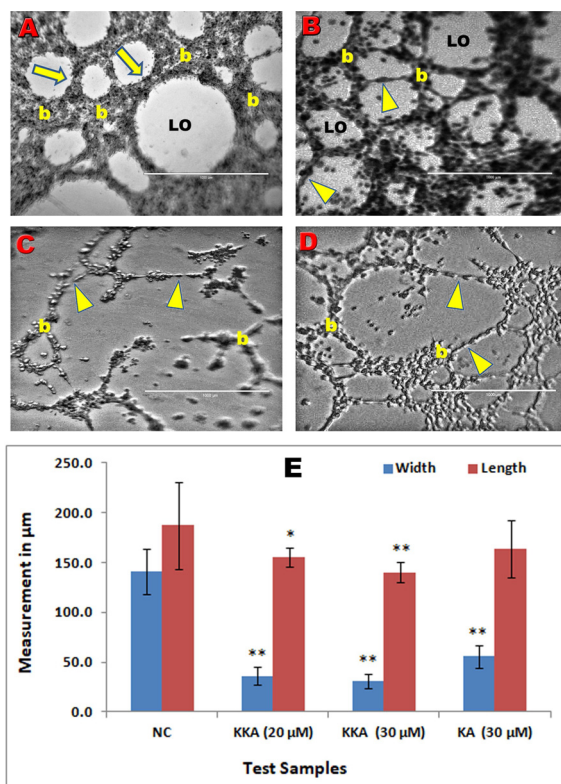 A
b
b
b
b
LO
B
b
b
LO
LO
C
b
b
D
b
b
E
Width
Length
Measurement in µm
250.0
200.0
150.0
100.0
50.0
0.0
**
*
**
**
**
NC
KKA (20 µM)
KKA (30 µM)
KA (30 µM)
Test Samples